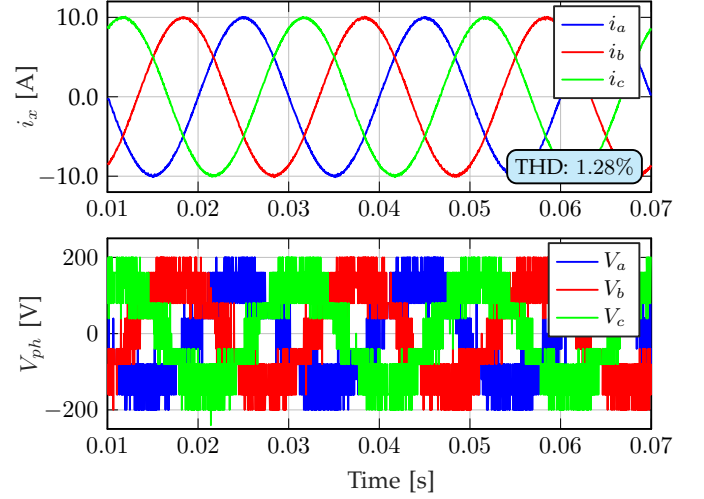 10.0
0.0
−10.0
i_x [A]
i_a
i_b
i_c
THD: 1.28%
0.01 0.02 0.03 0.04 0.05 0.06 0.07
200
0
−200
V_ph [V]
V_a
V_b
V_c
0.01 0.02 0.03 0.04 0.05 0.06 0.07
Time [s]